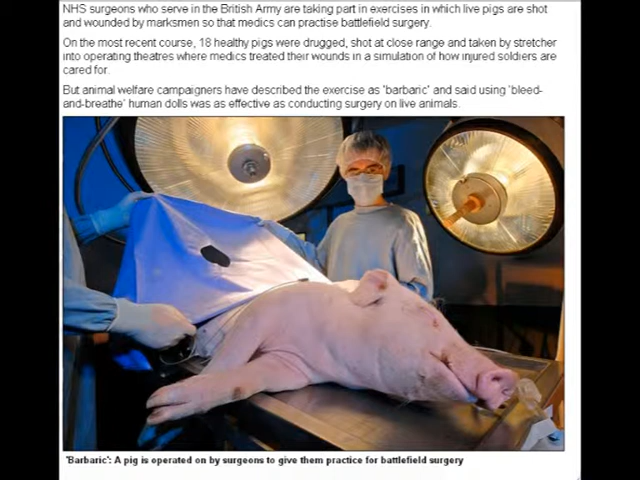 NHS surgeons who serve in the British Army are taking part in exercises in which live pigs are shot
and wounded by marksmen so that medics can practise battlefield surgery.
On the most recent course, 18 healthy pigs were drugged, shot at close range and taken by stretcher
into operating theatres where medics treated their wounds in a simulation of how injured soldiers are
cared for.
But animal welfare campaigners have described the exercise as 'barbaric' and said using 'bleed-
and-breathe' human dolls was as effective as conducting surgery on live animals.
'Barbaric': A pig is operated on by surgeons to give them practice for battlefield surgery